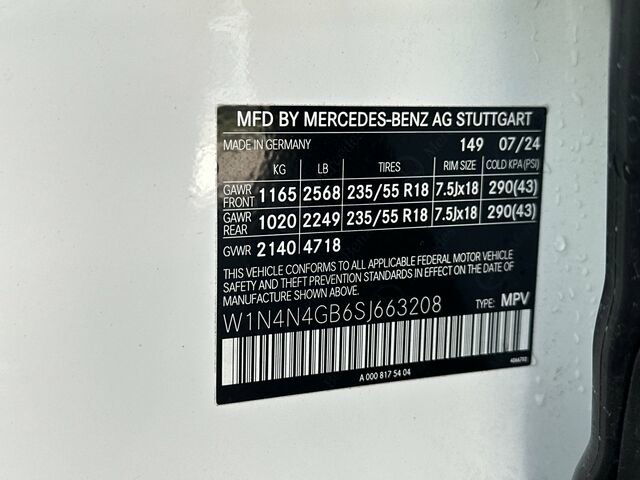 MFD BY MERCEDES-BENZ AG STUTTGART
MADE IN GERMANY 149 07/24
KG LB TIRES RIM SIZE COLD KPA (PSI)
GAWR FRONT 1165 2568 235/55 R18 7.5Jx18 290(43)
GAWR REAR 1020 2249 235/55 R18 7.5Jx18 290(43)
GVWR 2140 4718
THIS VEHICLE CONFORMS TO ALL APPLICABLE FEDERAL MOTOR VEHICLE
SAFETY AND THEFT PREVENTION STANDARDS IN EFFECT ON THE
DATE OF MANUFACTURE SHOWN ABOVE.
W1N4N4GB6SJ663208 TYPE: MPV
A 000 817 54 04